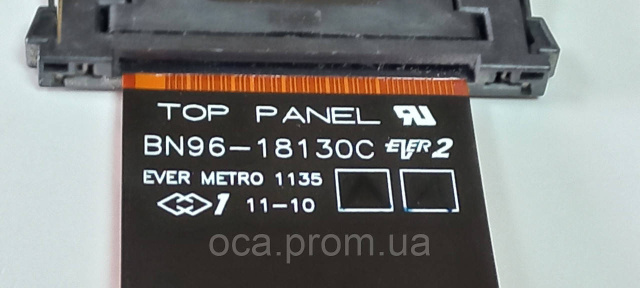 TOP PANEL
BN96-18130C EVER 2
EVER METRO 1135
1 11-10
oca.prom.ua